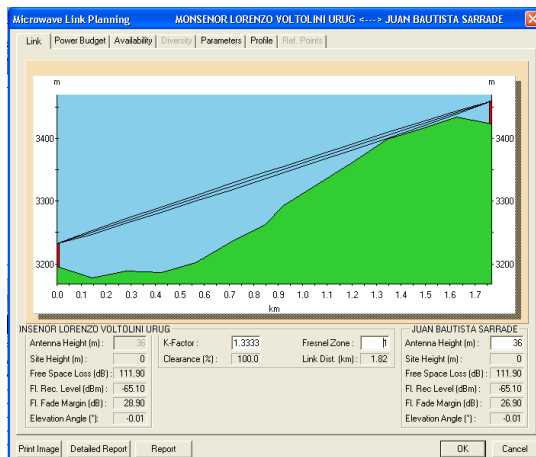 Microwave Link Planning MONSENOR LORENZO VOLTOLINI URUG <---> JUAN BAUTISTA SARRADE
Link Power Budget Availability Diversity Parameters Profile Ref. Points
m m
3400 3400
3300 3300
3200 3200
0.0 0.1 0.2 0.3 0.4 0.5 0.6 0.7 0.8 0.9 1.0 1.1 1.2 1.3 1.4 1.5 1.6 1.7
km
ONSENOR LORENZO VOLTOLINI URUG JUAN BAUTISTA SARRADE
Antenna Height (m) : 36 K-Factor : 1.3333 Fresnel Zone : 1 Antenna Height (m) : 36
Site Height (m) : 0 Clearance (%) : 100.0 Link Dist. (km) : 1.82 Site Height (m) : 0
Free Space Loss (dB) : 111.90 Free Space Loss (dB) : 111.90
Fl. Rec. Level (dBm) : -65.10 Fl. Rec. Level (dBm) : -65.10
Fl. Fade Margin (dB) : 28.90 Fl. Fade Margin (dB) : 26.90
Elevation Angle (°): -0.01 Elevation Angle (°): -0.01
Print Image Detailed Report Report OK Cancel